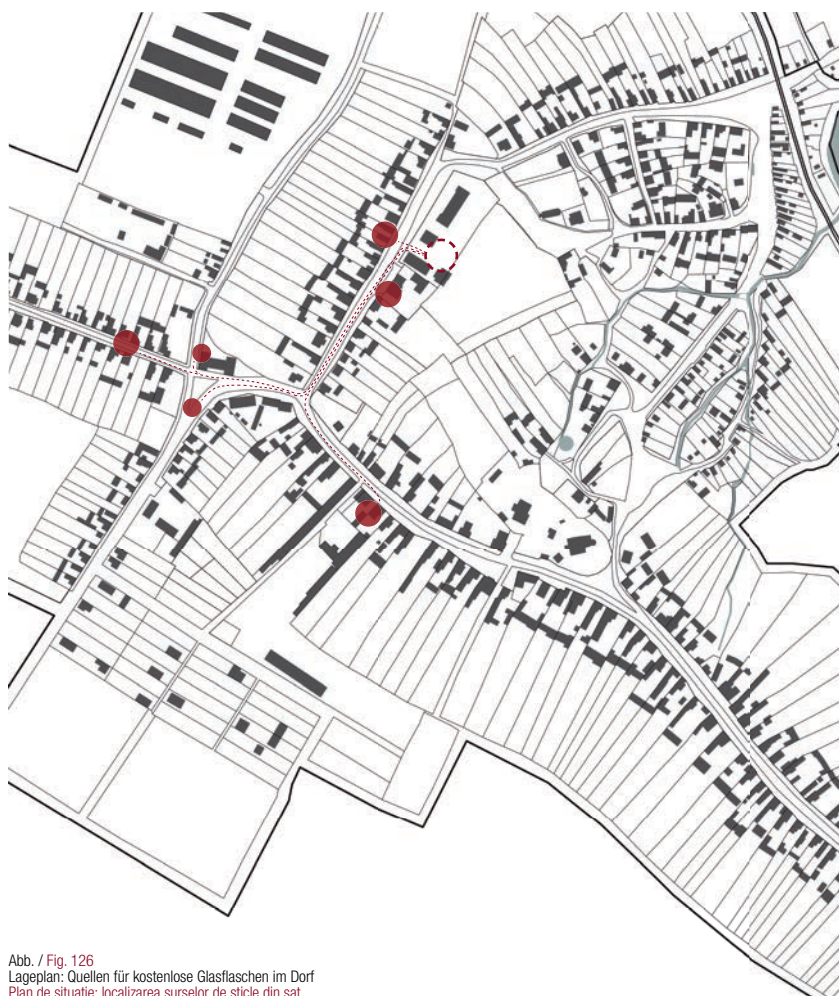 Abb. / Fig. 126
Lageplan: Quellen für kostenlose Glasflaschen im Dorf
Plan de situație: localizarea surselor de sticle din sat